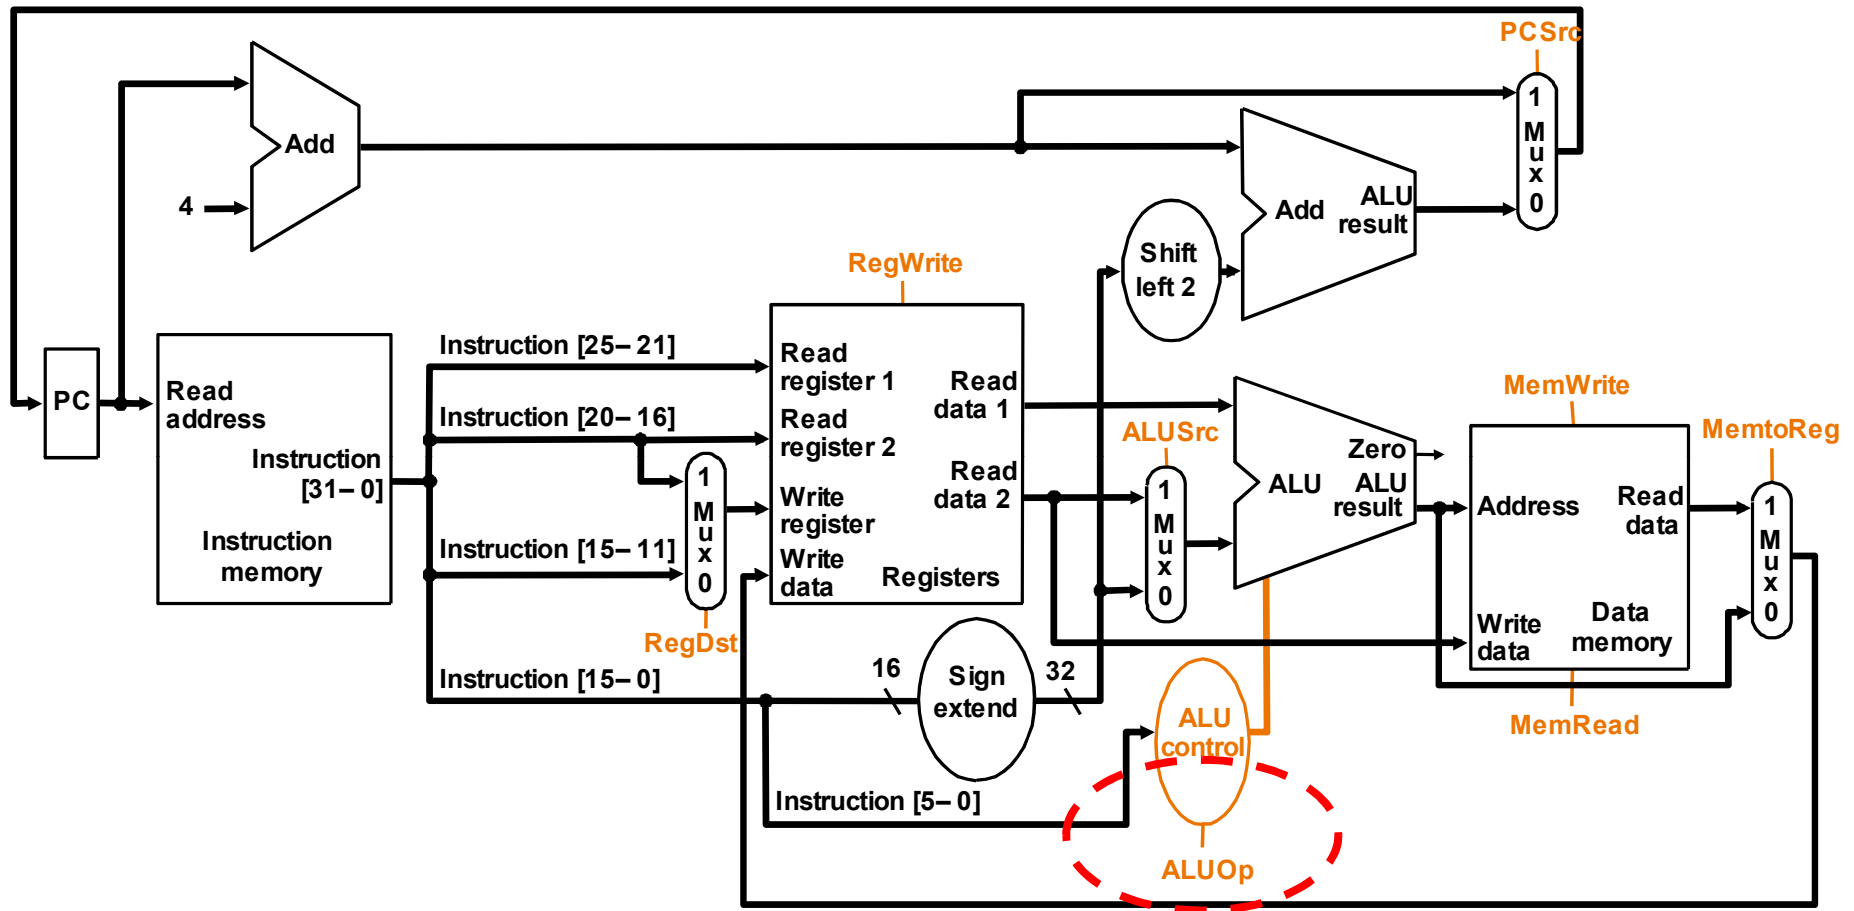 PCSrc
1
M
u
x
0
Add
4
Add
ALU
result
Shift
left 2
RegWrite
Instruction [25–21]
Read
register 1
Read
data 1
PC
Read
address
Instruction [20–16]
Read
register 2
Instruction
[31–0]
Instruction
memory
1
M
u
x
0
Write
register
Read
data 2
Instruction [15–11]
Write
data
Registers
RegDst
ALUSrc
1
M
u
x
0
Zero
ALU
ALU
result
MemWrite
Address
Read
data
Write
data
Data
memory
MemRead
MemtoReg
1
M
u
x
0
Instruction [15–0]
16
Sign
extend
32
ALU
control
Instruction [5–0]
ALUOp